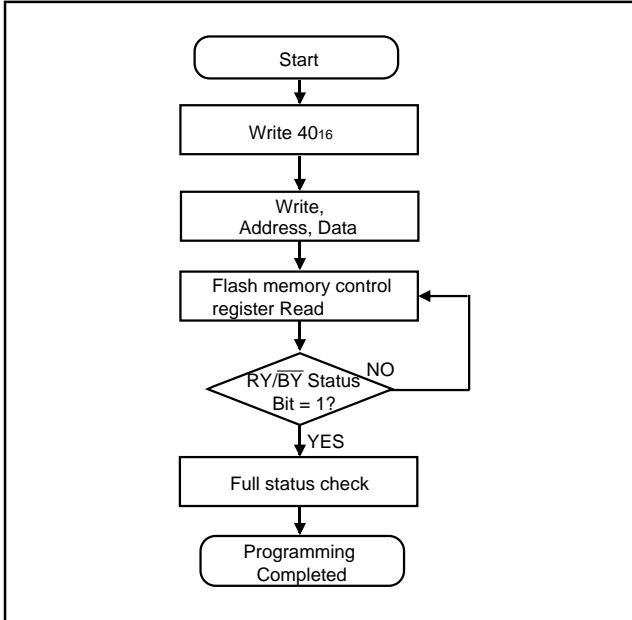 Start
Write 40₁₆
Write,
Address, Data
Flash memory control
register Read
NO
RY/B̅Y̅ Status
Bit = 1?
YES
Full status check
Programming
Completed